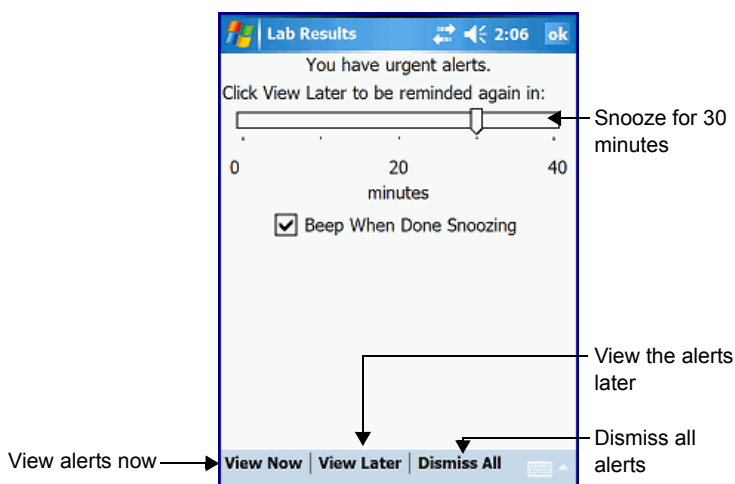 Lab Results 2:06 ok
You have urgent alerts.
Click View Later to be reminded again in:
Snooze for 30
minutes
0 20 40
minutes
Beep When Done Snoozing
View the alerts
later
Dismiss all
alerts
View alerts now
View Now | View Later | Dismiss All